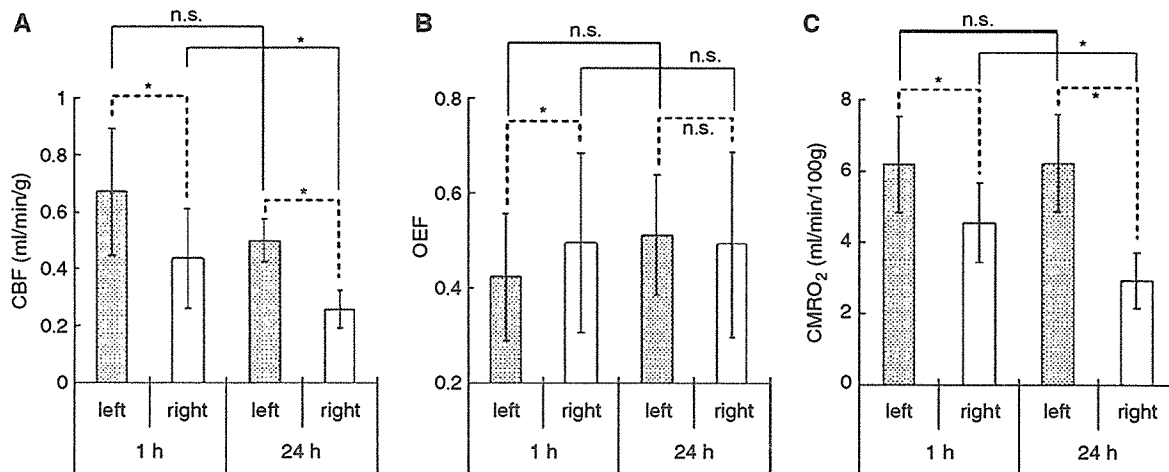 A
n.s.
*
*
*
1
0.8
0.6
0.4
0.2
0
CBF (ml/min/g)
left right left right
1 h 24 h
B
n.s.
n.s.
*
n.s.
0.8
0.6
0.4
0.2
OEF
left right left right
1 h 24 h
C
n.s.
*
*
*
8
6
4
2
0
CMRO₂ (ml/min/100g)
left right left right
1 h 24 h